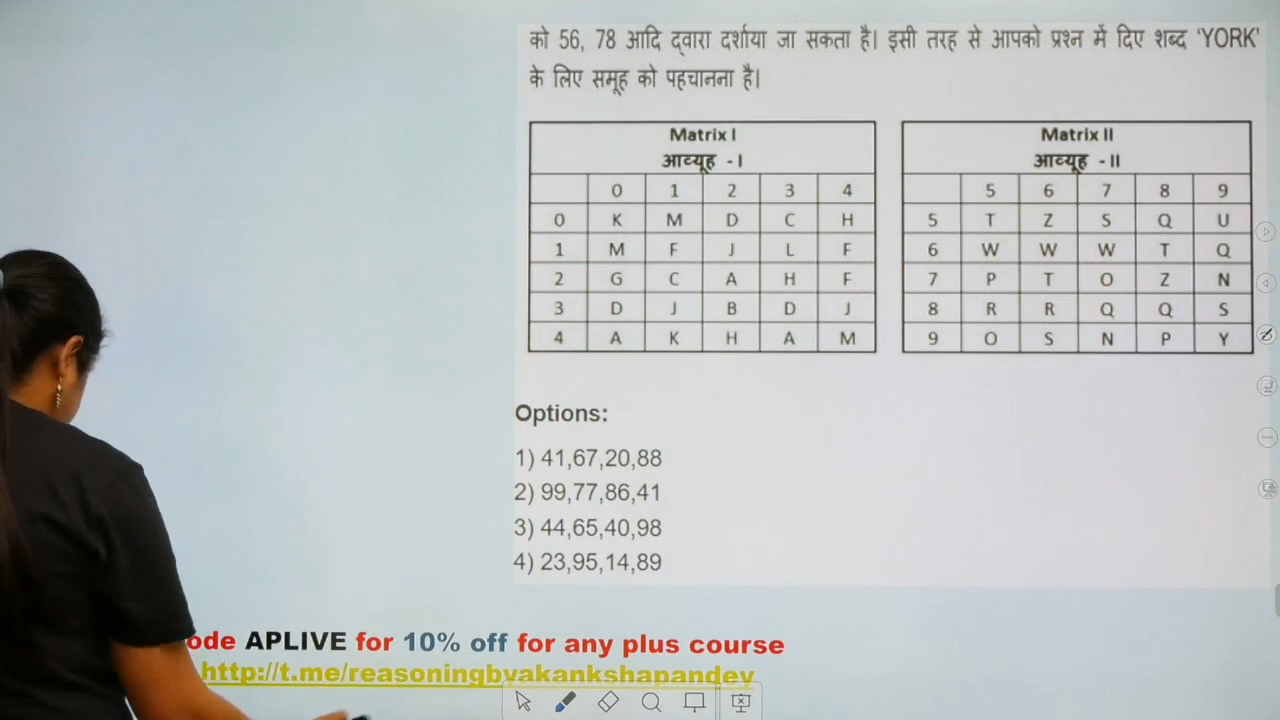 को 56, 78 आदि द्वारा दर्शाया जा सकता है। इसी तरह से आपको प्रश्न में दिए शब्द 'YORK'
के लिए समूह को पहचानना है।
Matrix I
आव्यूह - I
0 1 2 3 4
0 K M D C H
1 M F J L F
2 G C A H F
3 D J B D J
4 A K H A M
Matrix II
आव्यूह - II
5 6 7 8 9
5 T Z S Q U
6 W W W T Q
7 P T O Z N
8 R R Q Q S
9 O S N P Y
Options:
1) 41,67,20,88
2) 99,77,86,41
3) 44,65,40,98
4) 23,95,14,89
ode APLIVE for 10% off for any plus course
http://t.me/reasoningbyakankshapandey